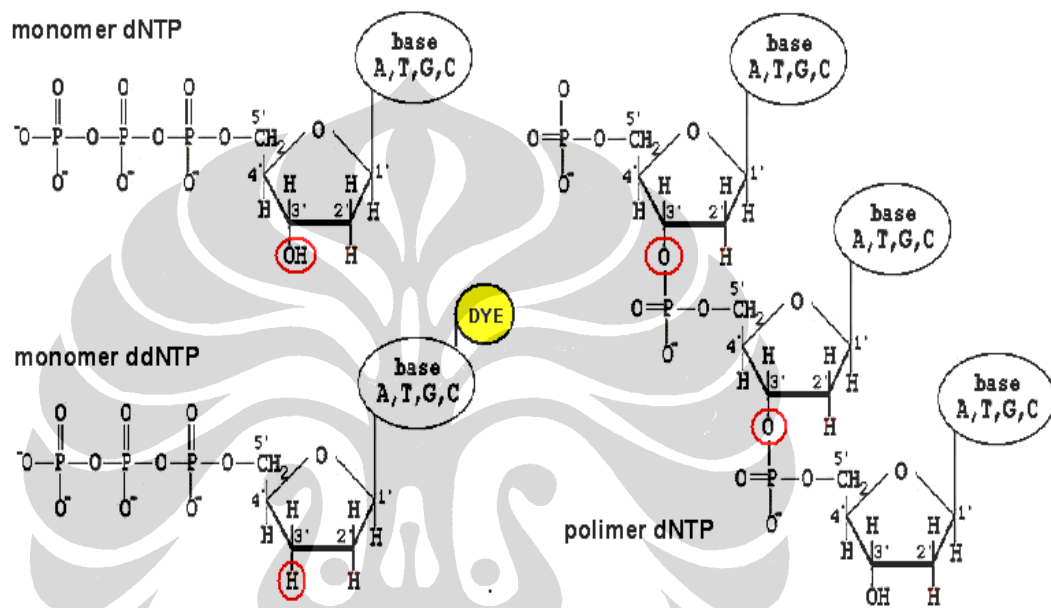 monomer dNTP
base
A,T,G,C
O O O
5'
⁻O–P–O–P–O–P–O–CH₂ O
4' 1'
O⁻ O⁻ O⁻
H H
H 3' 2' H
OH H
base
A,T,G,C
O
5'
O=P–O–CH₂ O
4' 1'
O⁻
H H
H 3' 2' H
O H
base
A,T,G,C
5'
O=P–O–CH₂ O
4' 1'
O⁻
H H
H 3' 2' H
O H
base
A,T,G,C
5'
O=P–O–CH₂ O
4' 1'
O⁻
H H
H 3' 2' H
OH H
polimer dNTP
DYE
monomer ddNTP
base
A,T,G,C
O O O
5'
⁻O–P–O–P–O–P–O–CH₂ O
4' 1'
O⁻ O⁻ O⁻
H H
H 3' 2' H
H H